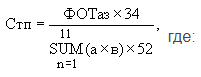 Стп = ФОТаз × 34 , где:
11
SUM (а × в) × 52
n=1